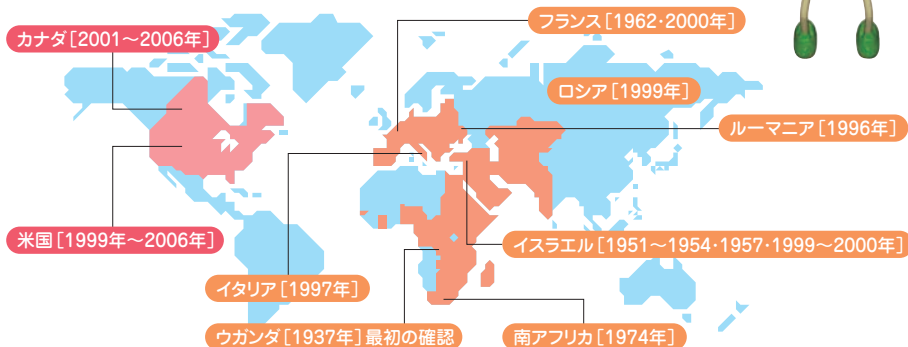 フランス［1962･2000年］
カナダ［2001〜2006年］
ロシア［1999年］
ルーマニア［1996年］
米国［1999年〜2006年］
イスラエル［1951〜1954･1957･1999〜2000年］
イタリア［1997年］
ウガンダ［1937年］最初の確認
南アフリカ［1974年］